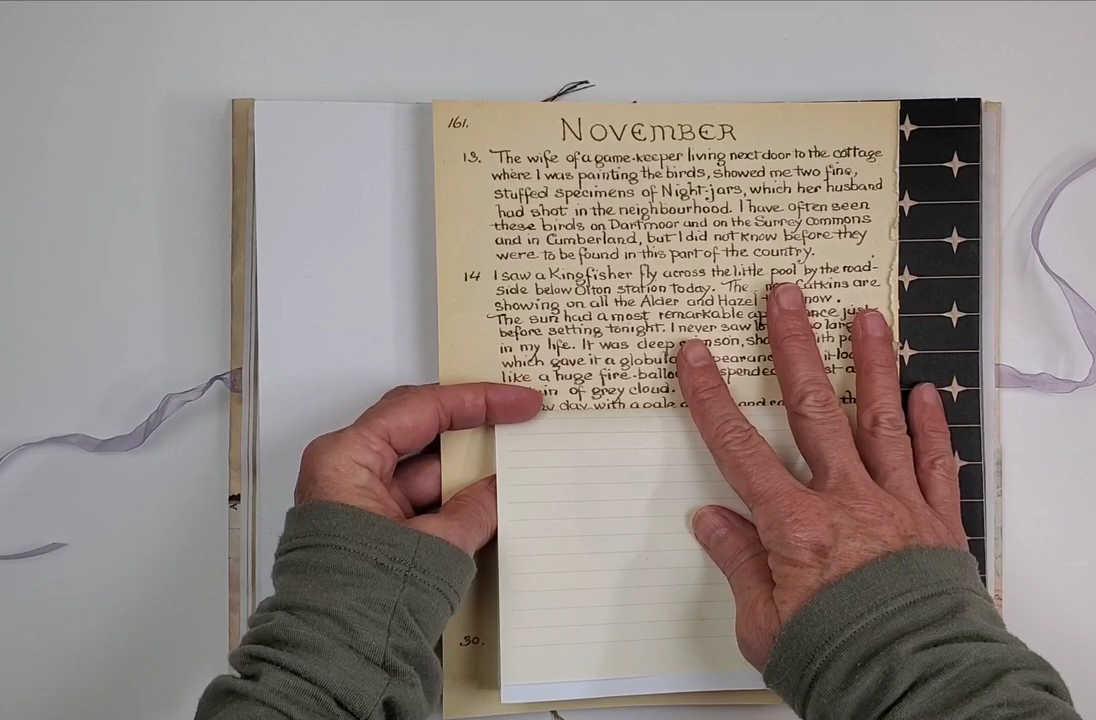 161.
NOVEMBER
13. The wife of a game-keeper living next door to the cottage
where I was painting the birds, showed me two fine,
stuffed specimens of Night-jars, which her husband
had shot in the neighbourhood. I have often seen
these birds on Dartmoor and on the Surrey commons
and in Cumberland, but I did not know before they
were to be found in this part of the country.
14 I saw a Kingfisher fly across the little pool by the road-
side below Olton station today. The Catkins are
showing on all the Alder and Hazel now.
The sun had a most remarkable just
before setting tonight. I never saw
in my life. It was deep
which gave it a
like a huge fire-
of grey cloud.
day with a pale and
30.